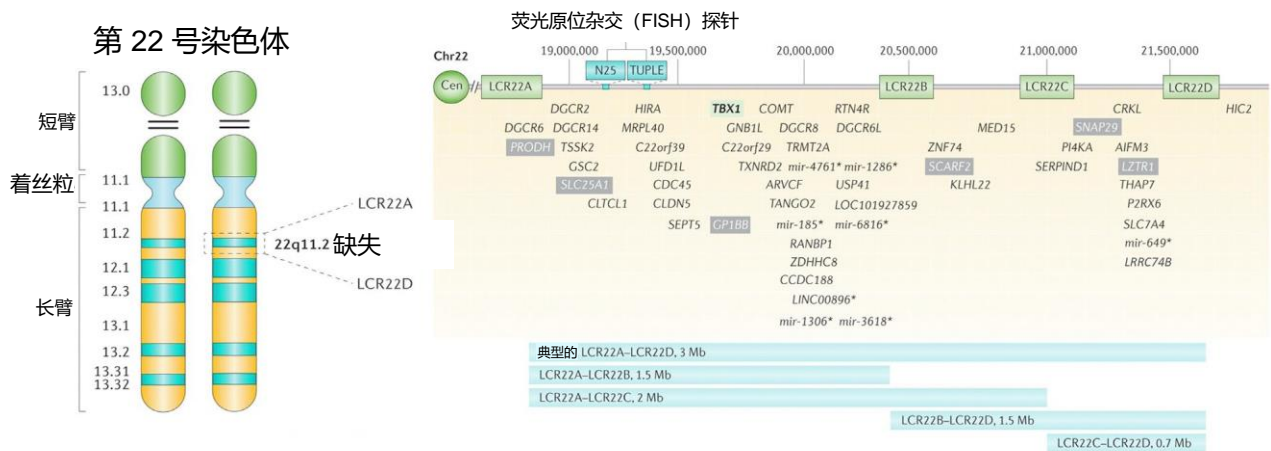 第 22 号染色体
短臂
着丝粒
长臂
13.0
11.1
11.1
11.2
12.1
12.3
13.1
13.2
13.31
13.32
LCR22A
22q11.2 缺失
LCR22D
荧光原位杂交（FISH）探针
Chr22
19,000,000 19,500,000 20,000,000 20,500,000 21,000,000 21,500,000
N25 TUPLE
Cen LCR22A LCR22B LCR22C LCR22D
DGCR2 HIRA TBX1 COMT RTN4R CRKL HIC2
DGCR6 DGCR14 MRPL40 GNB1L DGCR8 DGCR6L MED15 SNAP29
PRODH TSSK2 C22orf39 C22orf29 TRMT2A ZNF74 PI4KA AIFM3
GSC2 UFD1L TXNRD2 mir-4761* mir-1286* SCARF2 SERPIND1 LZTR1
SLC25A1 CDC45 ARVCF USP41 KLHL22 THAP7
CLTCL1 CLDN5 TANGO2 LOC101927859 P2RX6
SEPT5 GP1BB mir-185* mir-6816* SLC7A4
RANBP1 mir-649*
ZDHHC8 LRRC74B
CCDC188
LINC00896*
mir-1306* mir-3618*
典型的 LCR22A–LCR22D, 3 Mb
LCR22A–LCR22B, 1.5 Mb
LCR22A–LCR22C, 2 Mb
LCR22B–LCR22D, 1.5 Mb
LCR22C–LCR22D, 0.7 Mb